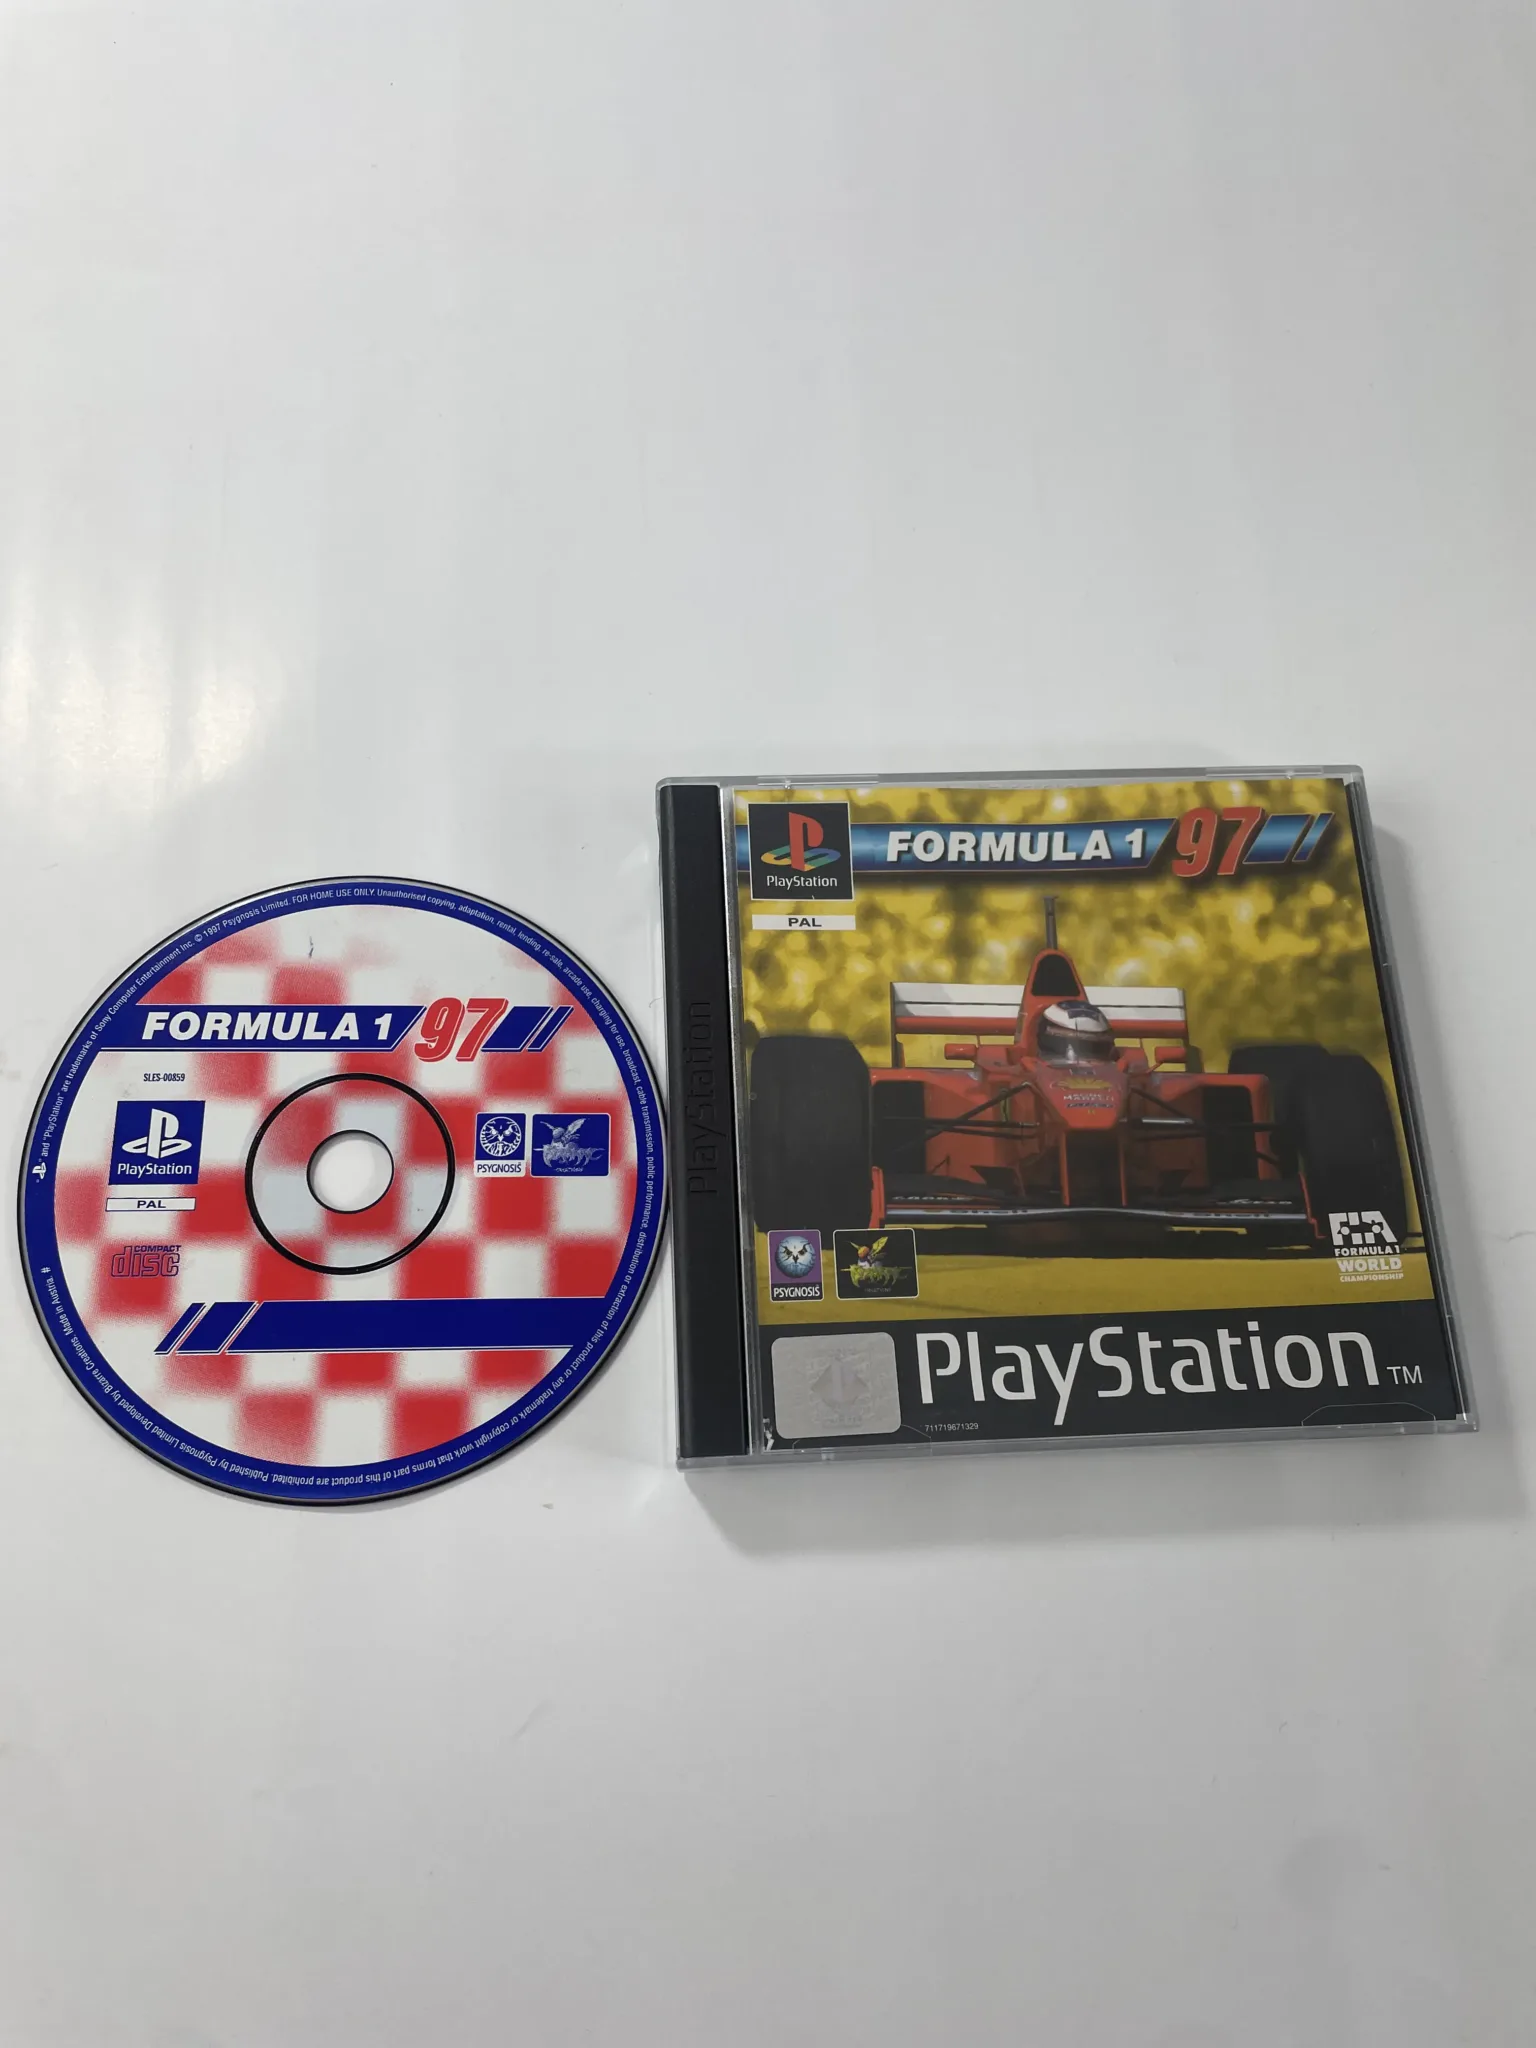 and "PlayStation" are trademarks of Sony Computer Entertainment Inc. © 1997 Psygnosis Limited. FOR HOME USE ONLY. Unauthorised copying, adaptation, rental, lending, re-sale, arcade use, charging for use, broadcast, cable transmission, public performance, distribution or extraction of this product or any trademark or copyright work that forms part of this product are prohibited. Published by Psygnosis Limited Developed by Bizarre Creations. Made in Austria. #
FORMULA 1 97
SLES-00859
PlayStation
PAL
COMPACT
disc
PSYGNOSIS
PlayStation
PlayStation
PAL
FORMULA 1 97
PSYGNOSIS
FIA
FORMULA 1
WORLD
CHAMPIONSHIP
PlayStation™
711719671329